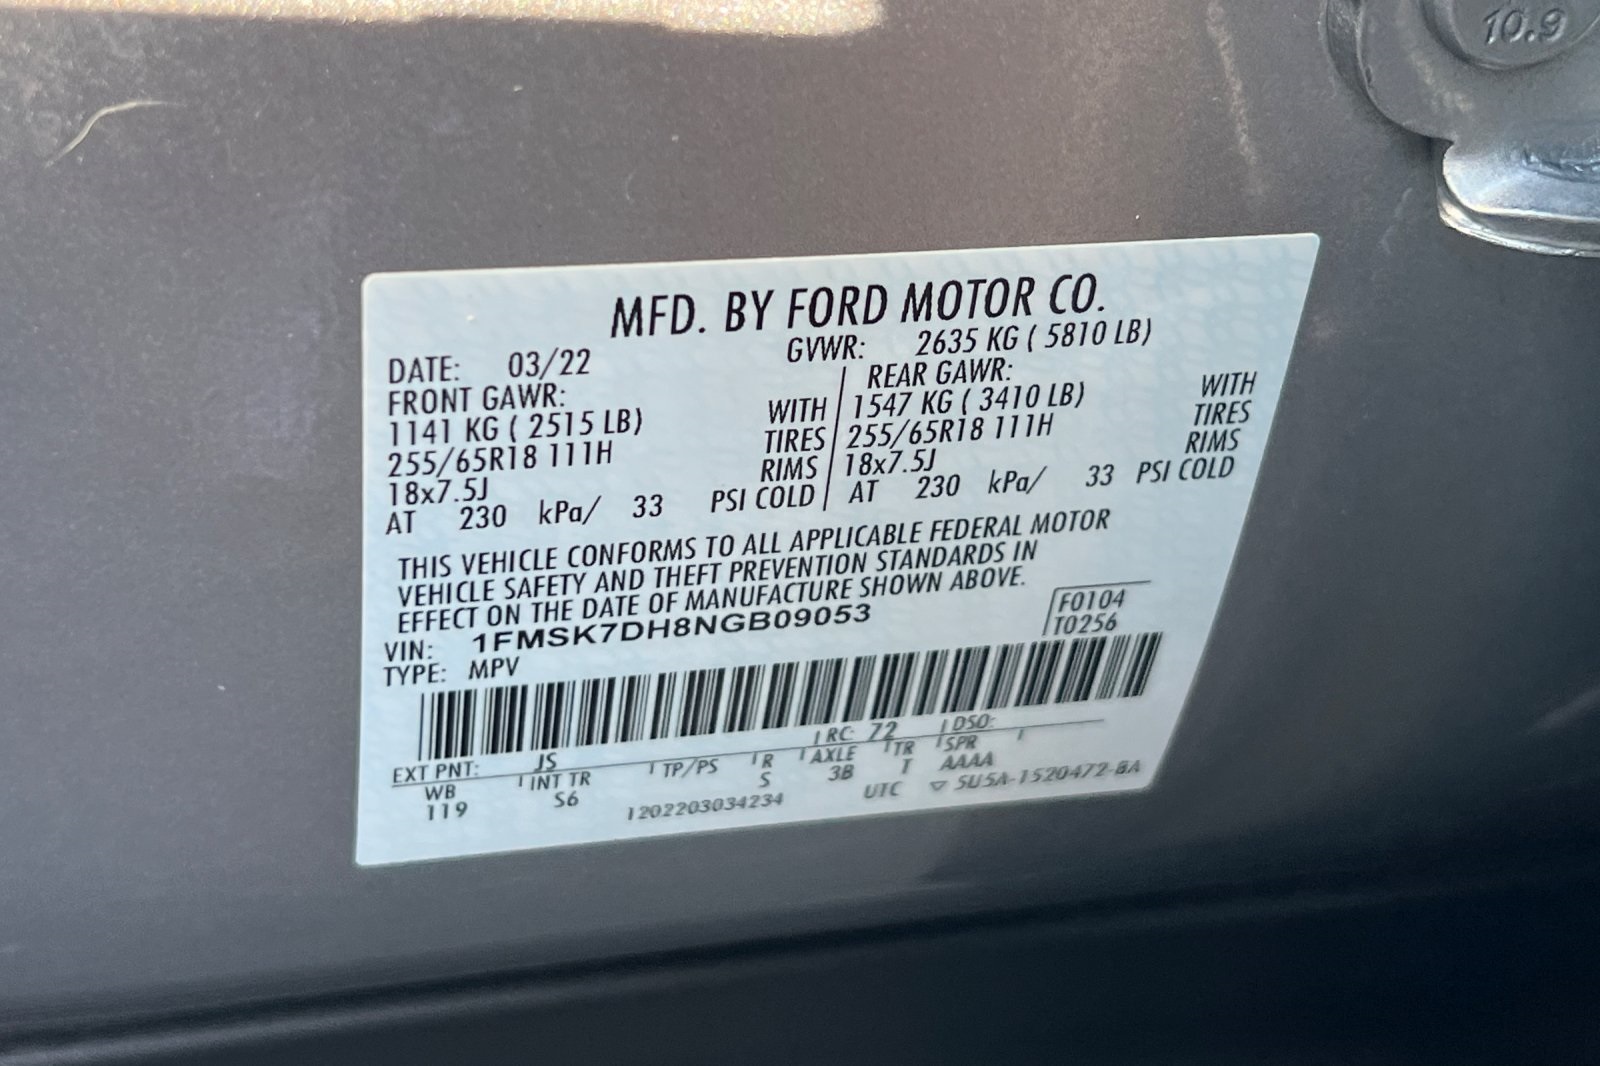 10.9
MFD. BY FORD MOTOR CO.
DATE: 03/22 GVWR: 2635 KG ( 5810 LB)
FRONT GAWR: REAR GAWR:
1141 KG ( 2515 LB) WITH 1547 KG ( 3410 LB) WITH
255/65R18 111H TIRES 255/65R18 111H TIRES
18x7.5J RIMS 18x7.5J RIMS
AT 230 kPa/ 33 PSI COLD AT 230 kPa/ 33 PSI COLD
THIS VEHICLE CONFORMS TO ALL APPLICABLE FEDERAL MOTOR
VEHICLE SAFETY AND THEFT PREVENTION STANDARDS IN
EFFECT ON THE DATE OF MANUFACTURE SHOWN ABOVE.
VIN: 1FMSK7DH8NGB09053 F0104
TYPE: MPV T0256
EXT PNT: JS RC: 72 DSO:
WB INT TR TP/PS R AXLE TR SPR
119 S6 S 3B T AAAA
1202203034234 UTC ▽ 5U5A-1520472-BA